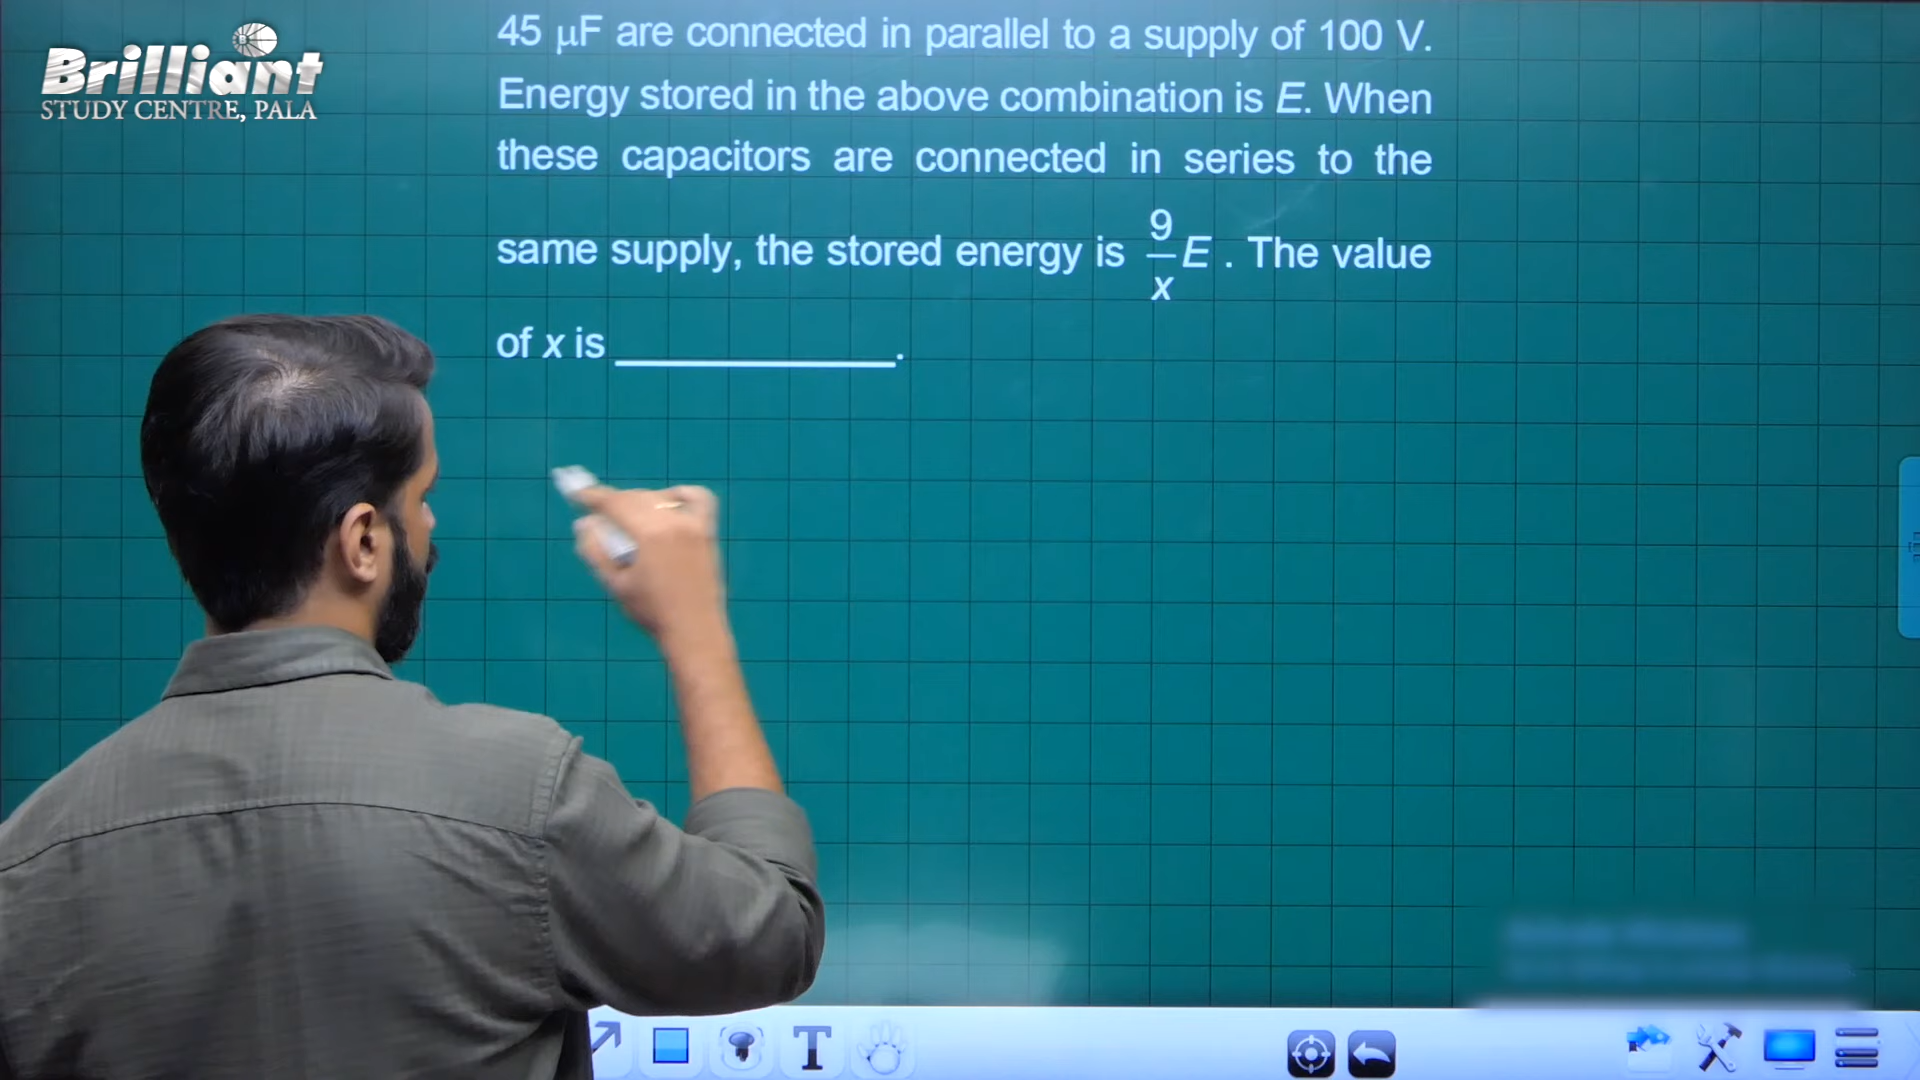 Brilliant
STUDY CENTRE, PALA
45 μF are connected in parallel to a supply of 100 V.
Energy stored in the above combination is E. When
these capacitors are connected in series to the
same supply, the stored energy is 9/x E . The value
of x is ____________.
T